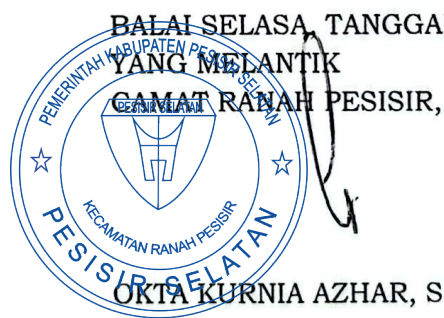 BALAI SELASA, TANGGA
YANG MELANTIK
CAMAT RANAH PESISIR,
PEMERINTAH KABUPATEN PESISIR SELATAN
PESISIR SELATAN
KECAMATAN RANAH PESISIR
PESISIR SELATAN
OKTA KURNIA AZHAR, S